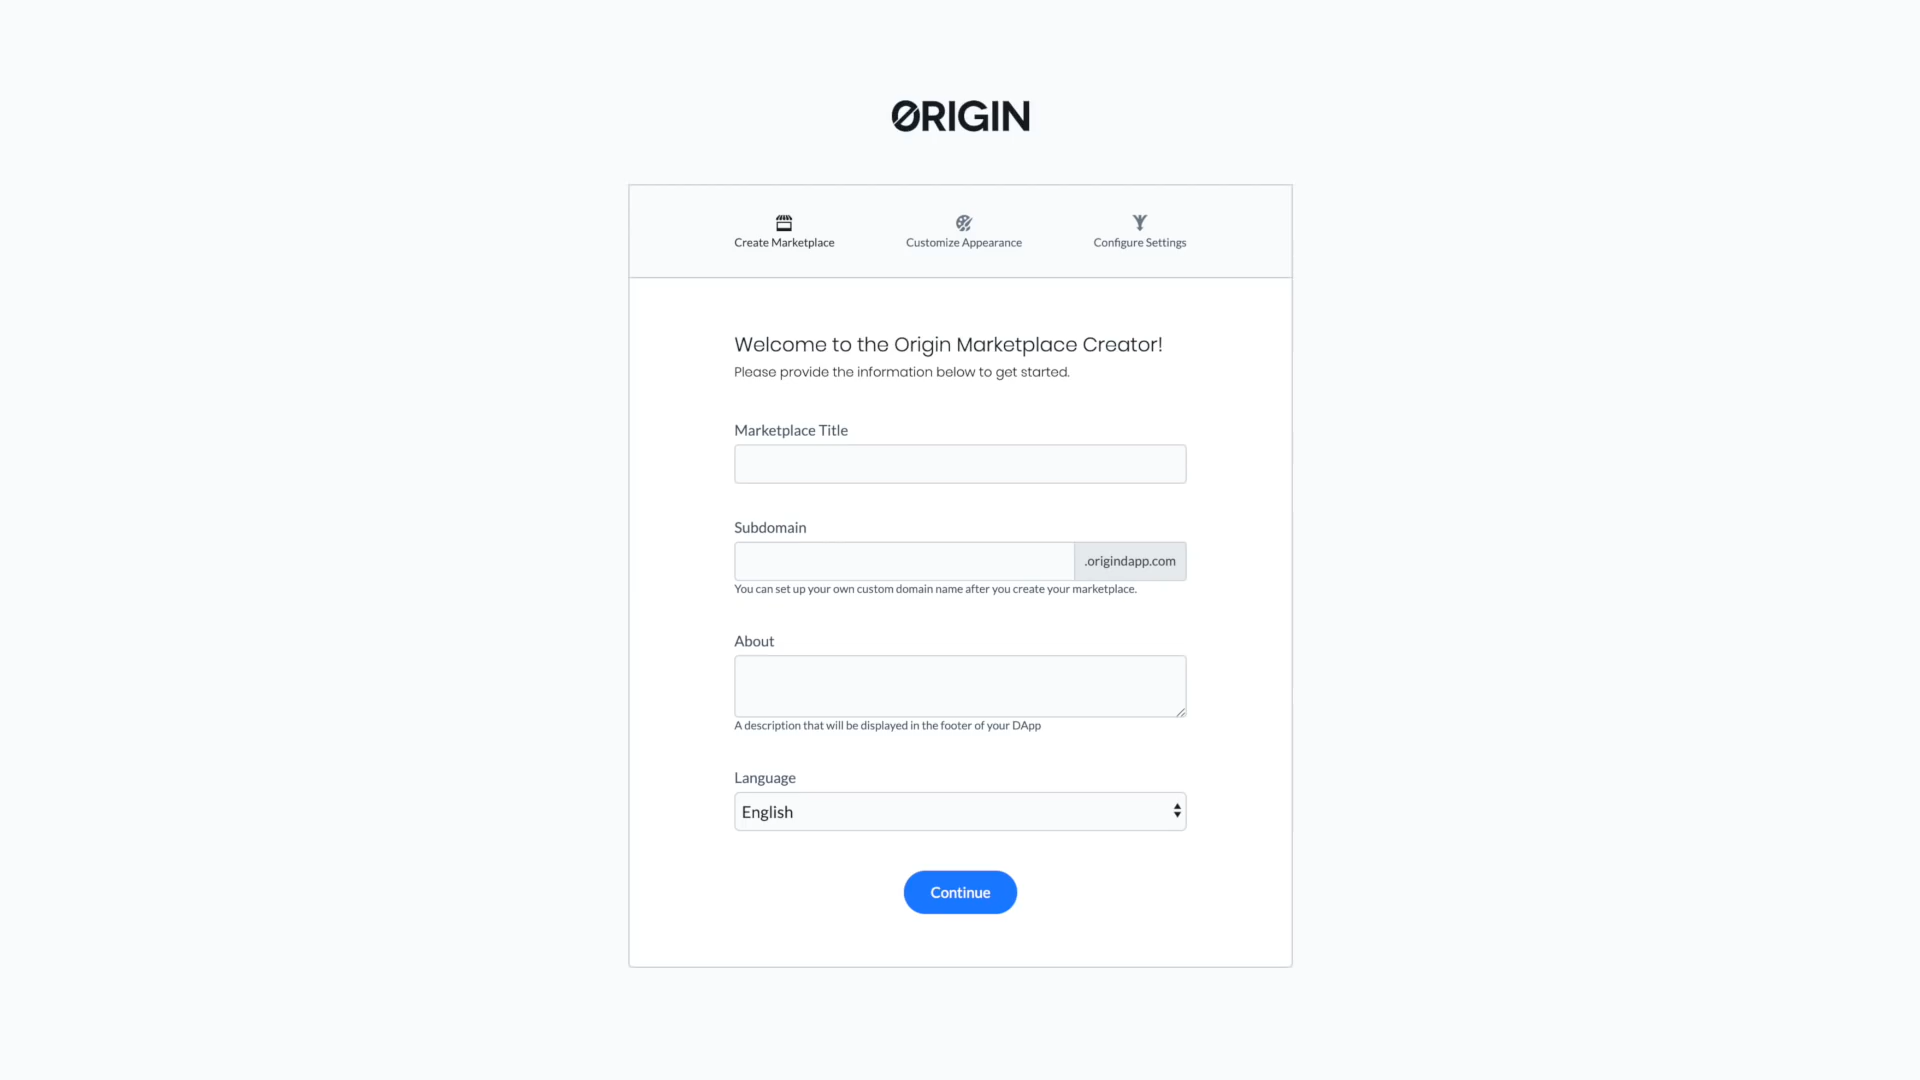 ORIGIN
Create Marketplace
Customize Appearance
Configure Settings
Welcome to the Origin Marketplace Creator!
Please provide the information below to get started.
Marketplace Title
Subdomain
.origindapp.com
You can set up your own custom domain name after you create your marketplace.
About
A description that will be displayed in the footer of your DApp
Language
English
Continue